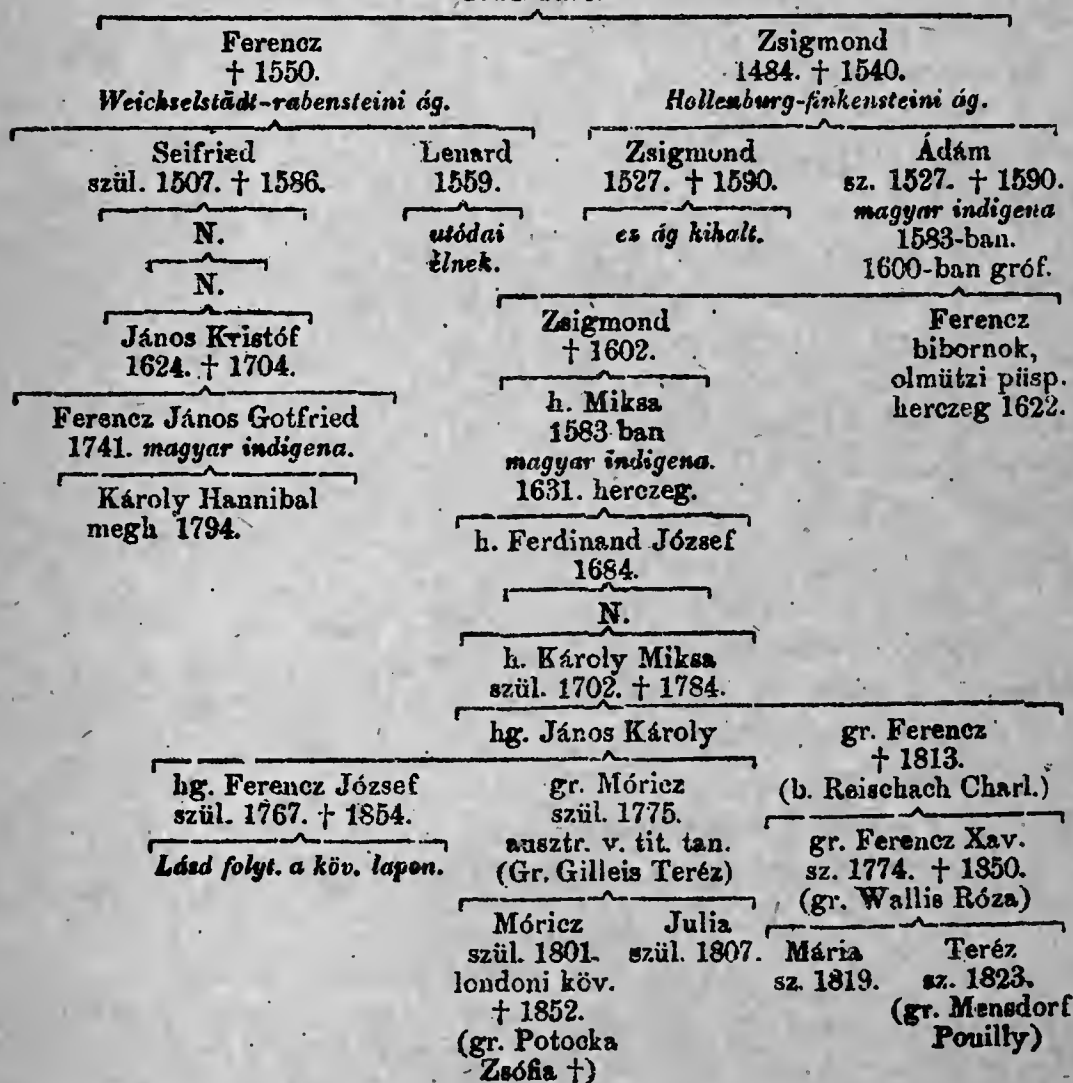 Ferencz
† 1550.
Weichselstädt-rabensteini ág.
Zsigmond
1484. † 1540.
Hollenburg-finkensteini ág.
Seifried
szül. 1507. † 1586.
Lenard
1559.
utódai
élnek.
Zsigmond
1527. † 1590.
ez ág kihalt.
Ádám
sz. 1527. † 1590.
magyar indigena
1583-ban.
1600-ban gróf.
N.
N.
János Kristóf
1624. † 1704.
Ferencz János Gotfried
1741. magyar indigena.
Károly Hannibal
megh 1794.
Zsigmond
† 1602.
Ferencz
bibornok,
olmützi püsp.
herczeg 1622.
h. Miksa
1583 ban
magyar indigena.
1631. herczeg.
h. Ferdinand József
1684.
N.
h. Károly Miksa
szül. 1702. † 1784.
hg. János Károly
gr. Ferencz
† 1813.
(b. Reischach Charl.)
hg. Ferencz József
szül. 1767. † 1854.
Lásd folyt. a köv. lapon.
gr. Móricz
szül. 1775.
ausztr. v. tit. tan.
(Gr. Gilleis Teréz)
gr. Ferencz Xav.
sz. 1774. † 1850.
(gr. Wallis Róza)
Móricz
szül. 1801.
londoni köv.
† 1852.
(gr. Potocka
Zsófia †)
Julia
szül. 1807.
Mária
sz. 1819.
Teréz
sz. 1823.
(gr. Mensdorf
Pouilly)